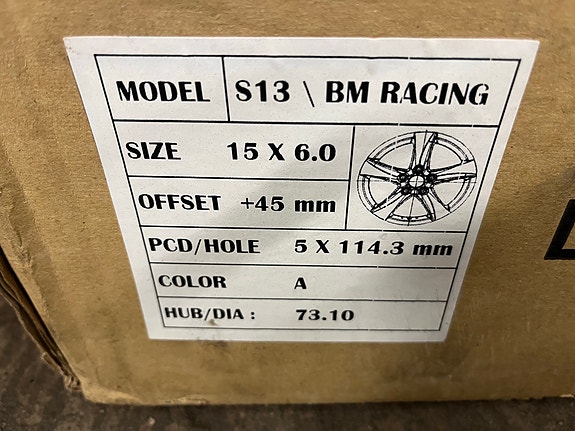 MODEL S13 \ BM RACING
SIZE 15 X 6.0
OFFSET +45 mm
PCD/HOLE 5 X 114.3 mm
COLOR A
HUB/DIA : 73.10